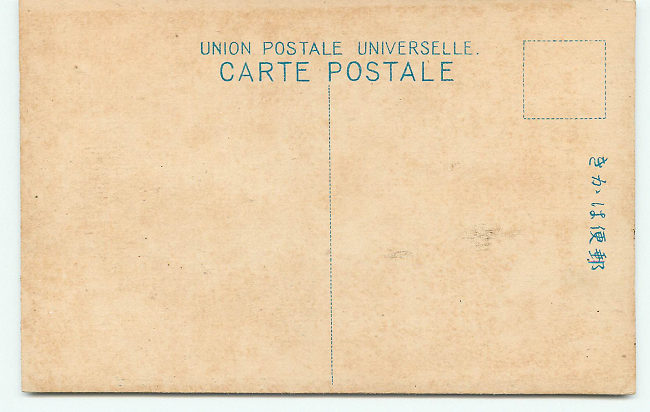 UNION POSTALE UNIVERSELLE.
CARTE POSTALE
きかは便郵